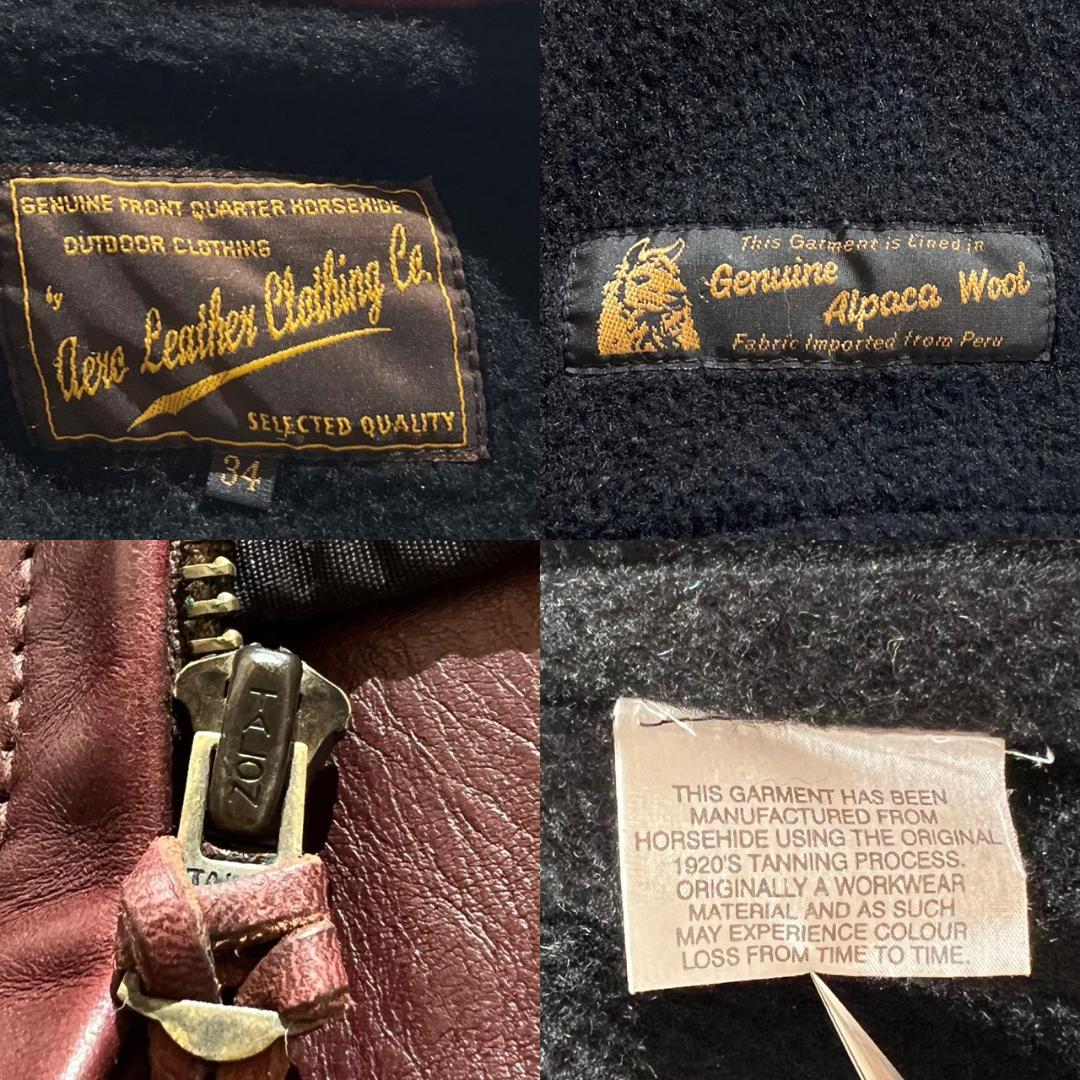 GENUINE FRONT QUARTER HORSEHIDE
OUTDOOR CLOTHING
by
Aero Leather Clothing Co.
SELECTED QUALITY
34
This Garment is Lined in
Genuine
Alpaca Wool
Fabric Imported from Peru
TALON
THIS GARMENT HAS BEEN
MANUFACTURED FROM
HORSEHIDE USING THE ORIGINAL
1920'S TANNING PROCESS.
ORIGINALLY A WORKWEAR
MATERIAL AND AS SUCH
MAY EXPERIENCE COLOUR
LOSS FROM TIME TO TIME.